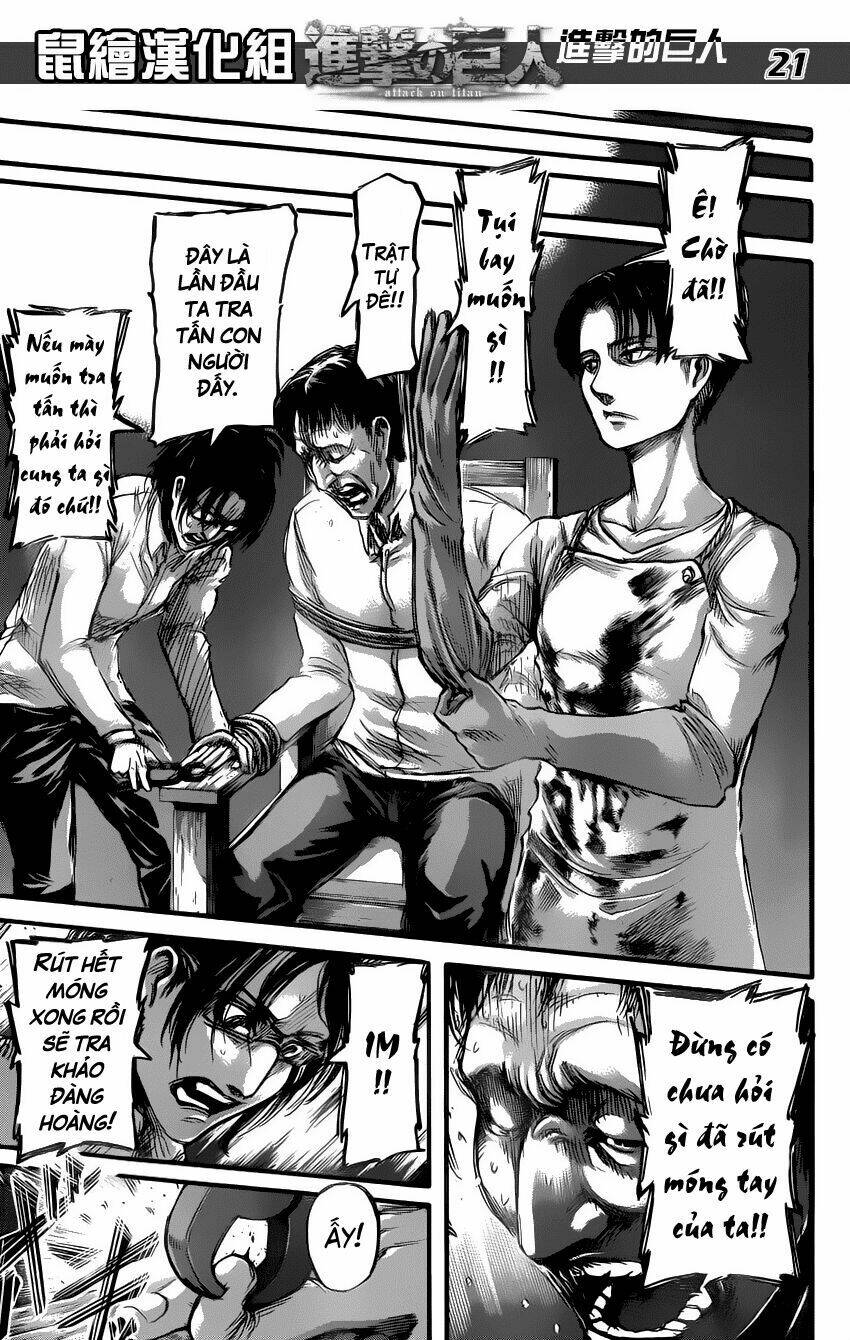 鼠繪漢化組
進撃の巨人
attack on titan
進擊的巨人
21
Ê!
Chờ
đã!!
Tụi
bay
muốn
gì
!!
TRẬT
TỰ
ĐÊ!!
ĐÂY LÀ
LẦN ĐẦU
TA TRA
TẤN CON
NGƯỜI
ĐẤY.
Nếu mày
muốn tra
tấn thì
phải hỏi
cung ta gì
đó chứ!!
Đừng có
chưa hỏi
gì đã rút
móng tay
của ta!!
IM
!!
RÚT HẾT
MÓNG
XONG RỒI
SẼ TRA
KHẢO
ĐÀNG
HOÀNG!
ẤY!